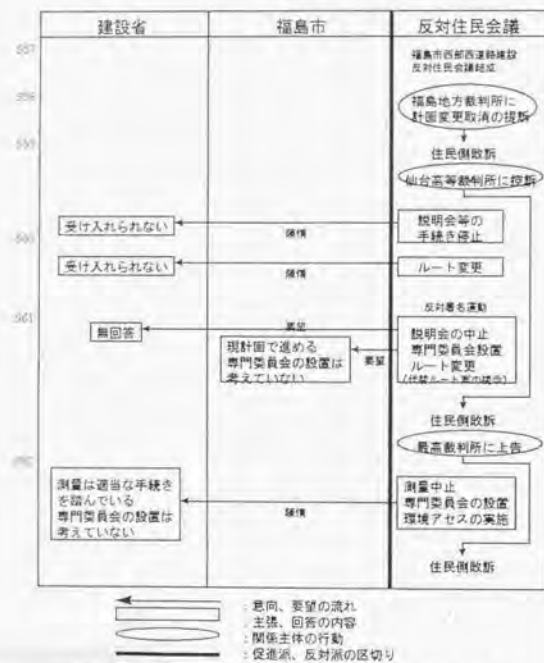 建設省
福島市
反対住民会議
福島市西部西道路建設
反対住民会議結成
福島地方裁判所に
計画変更取消の提訴
住民側敗訴
仙台高等裁判所に控訴
受け入れられない
陳情
説明会等の
手続き停止
受け入れられない
陳情
ルート変更
反対署名運動
無回答
要望
説明会の中止
専門委員会設置
ルート変更
現計画で進める
専門委員会の設置は
考えていない
要望
住民側敗訴
最高裁判所に上告
測量は適当な手続き
を踏んでいる
専門委員会の設置は
考えていない
陳情
測量中止
専門委員会の設置
環境アセスの実施
住民側敗訴
：意向、要望の流れ
：主張、回答の内容
：関係主体の行動
：促進派、反対派の区切り